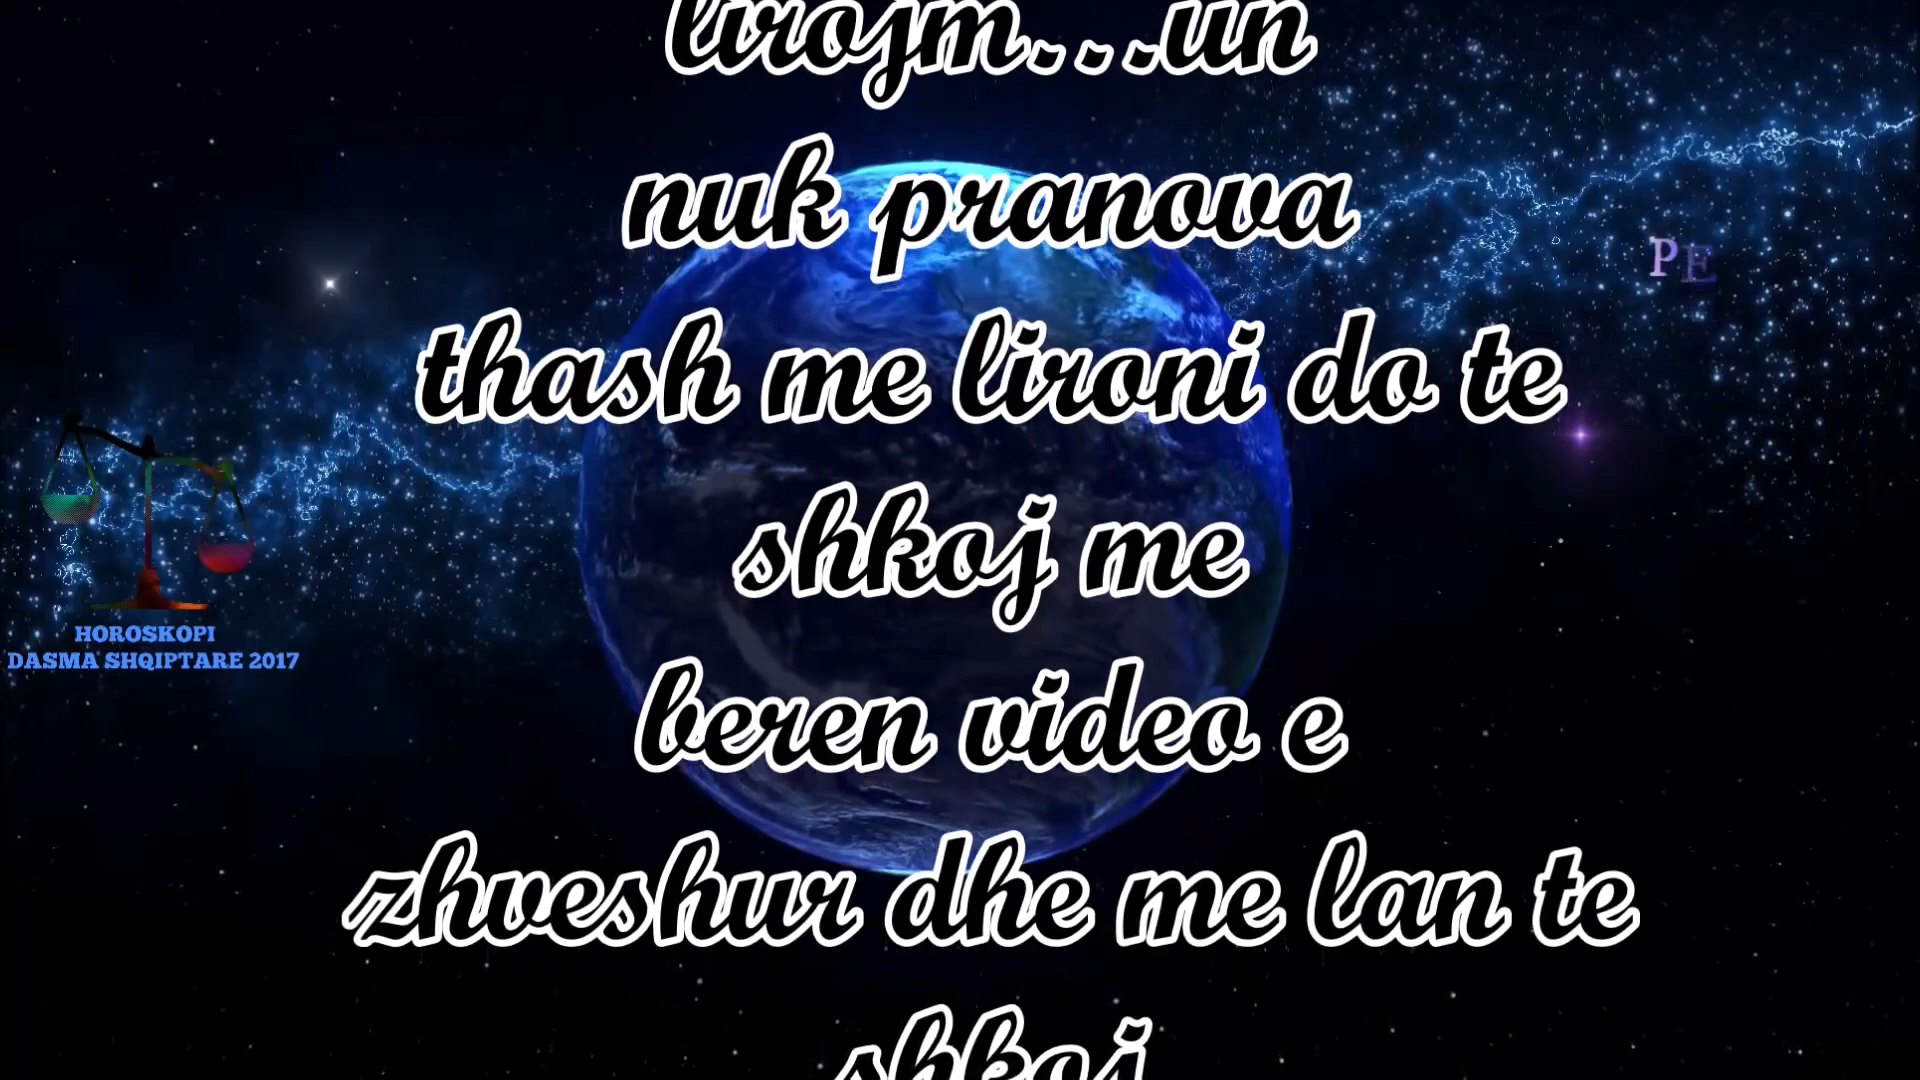 lirojm...un
nuk pranova
thash me lironi do te
shkoj me
beren video e
zhveshur dhe me lan te
shkoj
PE
HOROSKOPI
DASMA SHQIPTARE 2017